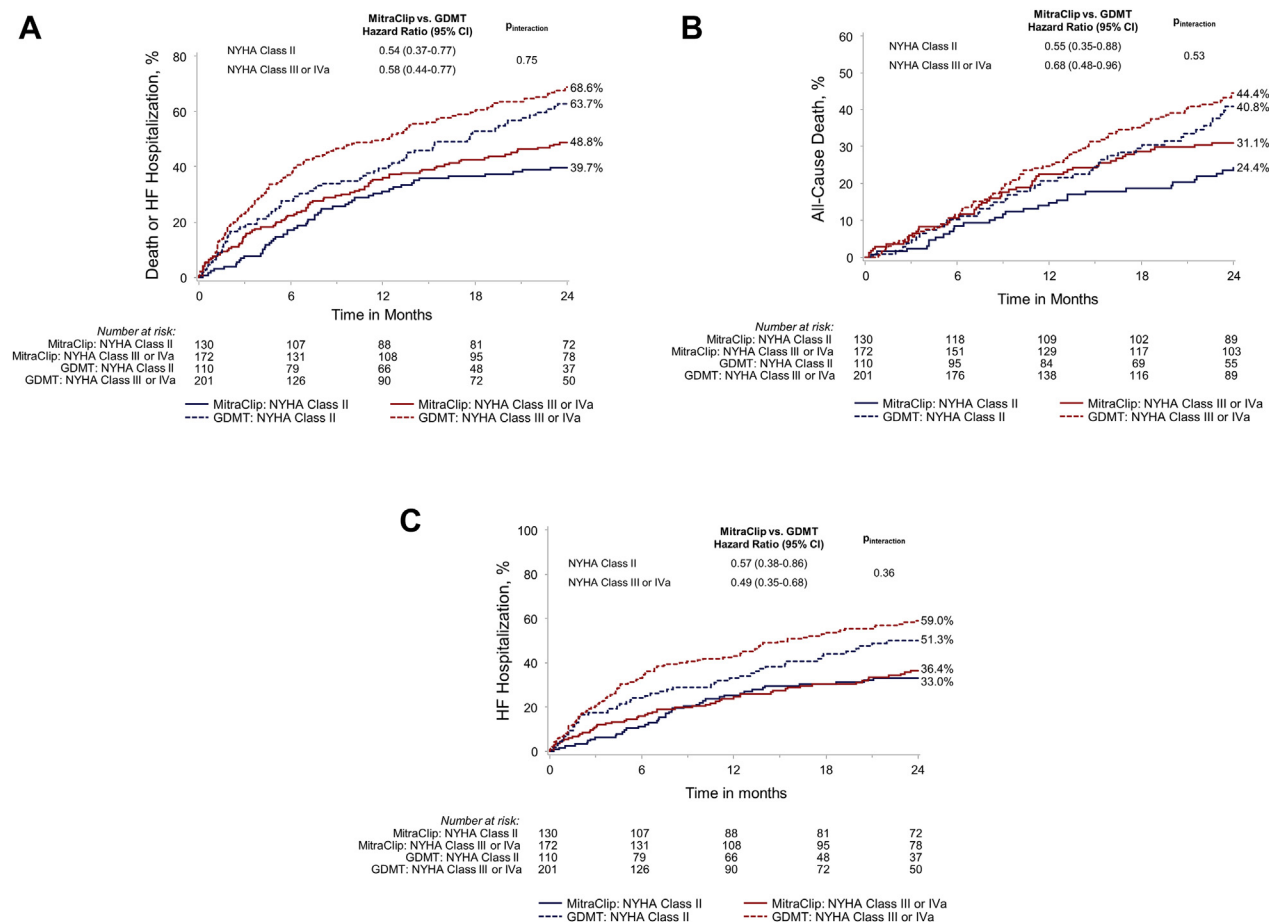 A
MitraClip vs. GDMT
Hazard Ratio (95% CI)
pinteraction
NYHA Class II 0.54 (0.37-0.77)
0.75
NYHA Class III or IVa 0.58 (0.44-0.77)
Death or HF Hospitalization, %
80
60
40
20
0
68.6%
63.7%
48.8%
39.7%
0 6 12 18 24
Time in Months
Number at risk:
MitraClip: NYHA Class II 130 107 88 81 72
MitraClip: NYHA Class III or IVa 172 131 108 95 78
GDMT: NYHA Class II 110 79 66 48 37
GDMT: NYHA Class III or IVa 201 126 90 72 50
MitraClip: NYHA Class II MitraClip: NYHA Class III or IVa
GDMT: NYHA Class II GDMT: NYHA Class III or IVa
B
MitraClip vs. GDMT
Hazard Ratio (95% CI)
pinteraction
NYHA Class II 0.55 (0.35-0.88)
0.53
NYHA Class III or IVa 0.68 (0.48-0.96)
All-Cause Death, %
60
50
40
30
20
10
0
44.4%
40.8%
31.1%
24.4%
0 6 12 18 24
Time in Months
Number at risk:
MitraClip: NYHA Class II 130 118 109 102 89
MitraClip: NYHA Class III or IVa 172 151 129 117 103
GDMT: NYHA Class II 110 95 84 69 55
GDMT: NYHA Class III or IVa 201 176 138 116 89
MitraClip: NYHA Class II MitraClip: NYHA Class III or IVa
GDMT: NYHA Class II GDMT: NYHA Class III or IVa
C
MitraClip vs. GDMT
Hazard Ratio (95% CI)
pinteraction
NYHA Class II 0.57 (0.38-0.86)
0.36
NYHA Class III or IVa 0.49 (0.35-0.68)
HF Hospitalization, %
100
80
60
40
20
0
59.0%
51.3%
36.4%
33.0%
0 6 12 18 24
Time in months
Number at risk:
MitraClip: NYHA Class II 130 107 88 81 72
MitraClip: NYHA Class III or IVa 172 131 108 95 78
GDMT: NYHA Class II 110 79 66 48 37
GDMT: NYHA Class III or IVa 201 126 90 72 50
MitraClip: NYHA Class II MitraClip: NYHA Class III or IVa
GDMT: NYHA Class II GDMT: NYHA Class III or IVa